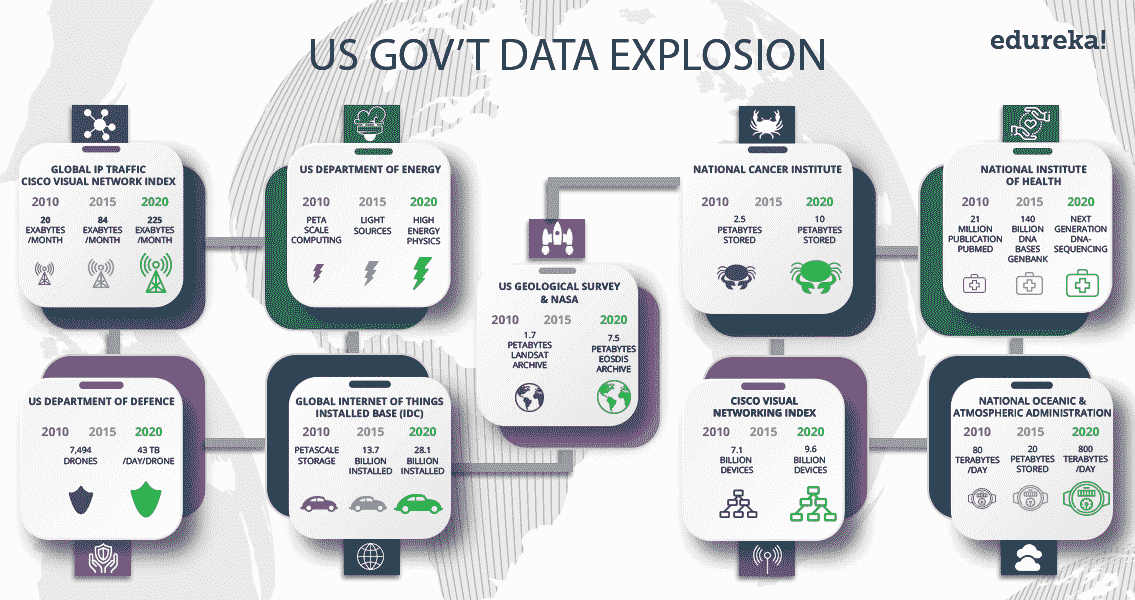 US GOV'T DATA EXPLOSION
edureka!
GLOBAL IP TRAFFIC
CISCO VISUAL NETWORK INDEX
2010 2015 2020
20 84 225
EXABYTES EXABYTES EXABYTES
/MONTH /MONTH /MONTH
US DEPARTMENT OF ENERGY
2010 2015 2020
PETA LIGHT HIGH
SCALE SOURCES ENERGY
COMPUTING PHYSICS
US GEOLOGICAL SURVEY
& NASA
2010 2015 2020
1.7 7.5
PETABYTES PETABYTES
LANDSAT EOSDIS
ARCHIVE ARCHIVE
NATIONAL CANCER INSTITUTE
2010 2015 2020
2.5 10
PETABYTES PETABYTES
STORED STORED
NATIONAL INSTITUTE
OF HEALTH
2010 2015 2020
21 140 NEXT
MILLION BILLION GENERATION
PUBLICATION DNA DNA-
PUBMED BASES SEQUENCING
GENBANK
US DEPARTMENT OF DEFENCE
2010 2015 2020
7,494 43 TB
DRONES /DAY/DRONE
GLOBAL INTERNET OF THINGS
INSTALLED BASE (IDC)
2010 2015 2020
PETASCALE 13.7 28.1
STORAGE BILLION BILLION
INSTALLED INSTALLED
CISCO VISUAL
NETWORKING INDEX
2010 2015 2020
7.1 9.6
BILLION BILLION
DEVICES DEVICES
NATIONAL OCEANIC &
ATMOSPHERIC ADMINISTRATION
2010 2015 2020
80 20 800
TERABYTES PETABYTES TERABYTES
/DAY STORED /DAY